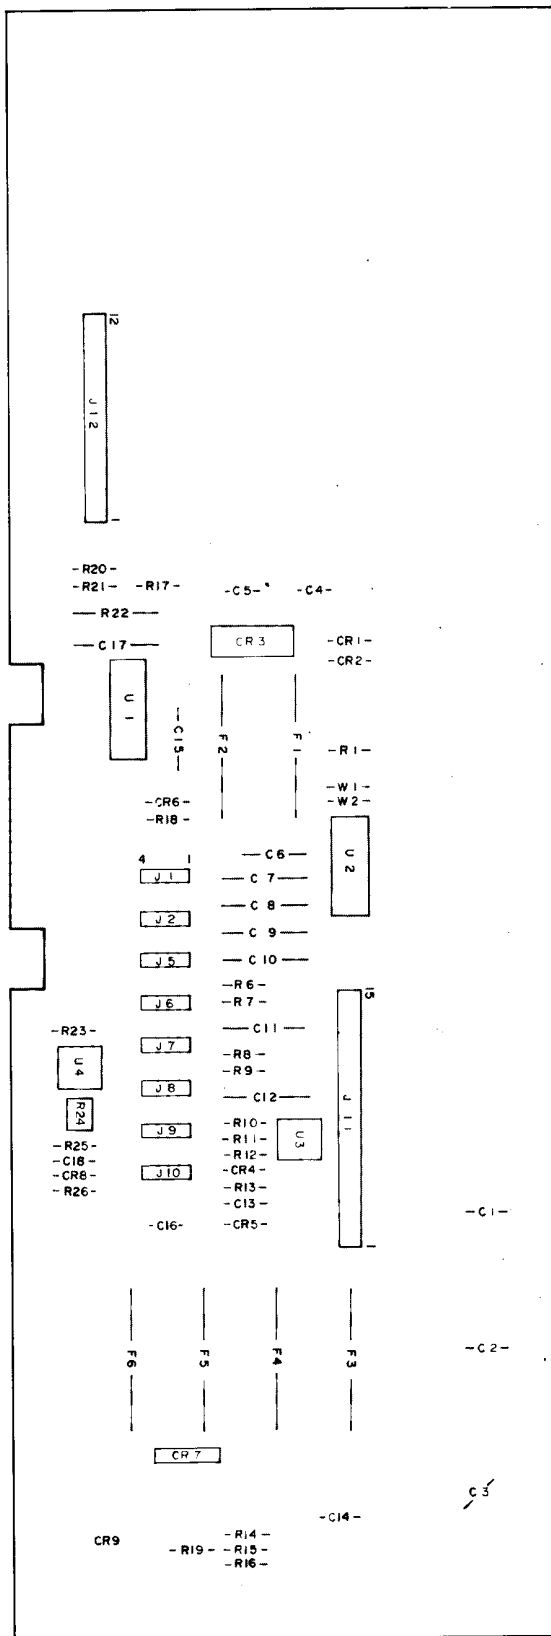 12
J12
1
-R20-
-R21- -R17- -C5- -C4-
— R22 —
— C17 — CR3 -CR1-
-CR2-
U1
— C15 — F2 F1 -R1-
-W1-
-CR6- -W2-
-R18-
U2
4 1 — C6 —
J1 — C7 —
— C8 —
J2
— C9 —
J5 — C10 —
-R6-
J6 -R7- 15
-R23- — C11 —
J7
U4 -R8-
-R9-
J8
R24 — C12 — J11
-R10-
J9 -R11- U3
-R25- -R12-
-C18-
-CR8- J10 -CR4-
-R26- -R13-
-C13- -C1-
-C16- -CR5-
1
F6 F5 F4 F3 -C2-
CR7
C3
-C14-
CR9 -R14-
-R19- -R15-
-R16-